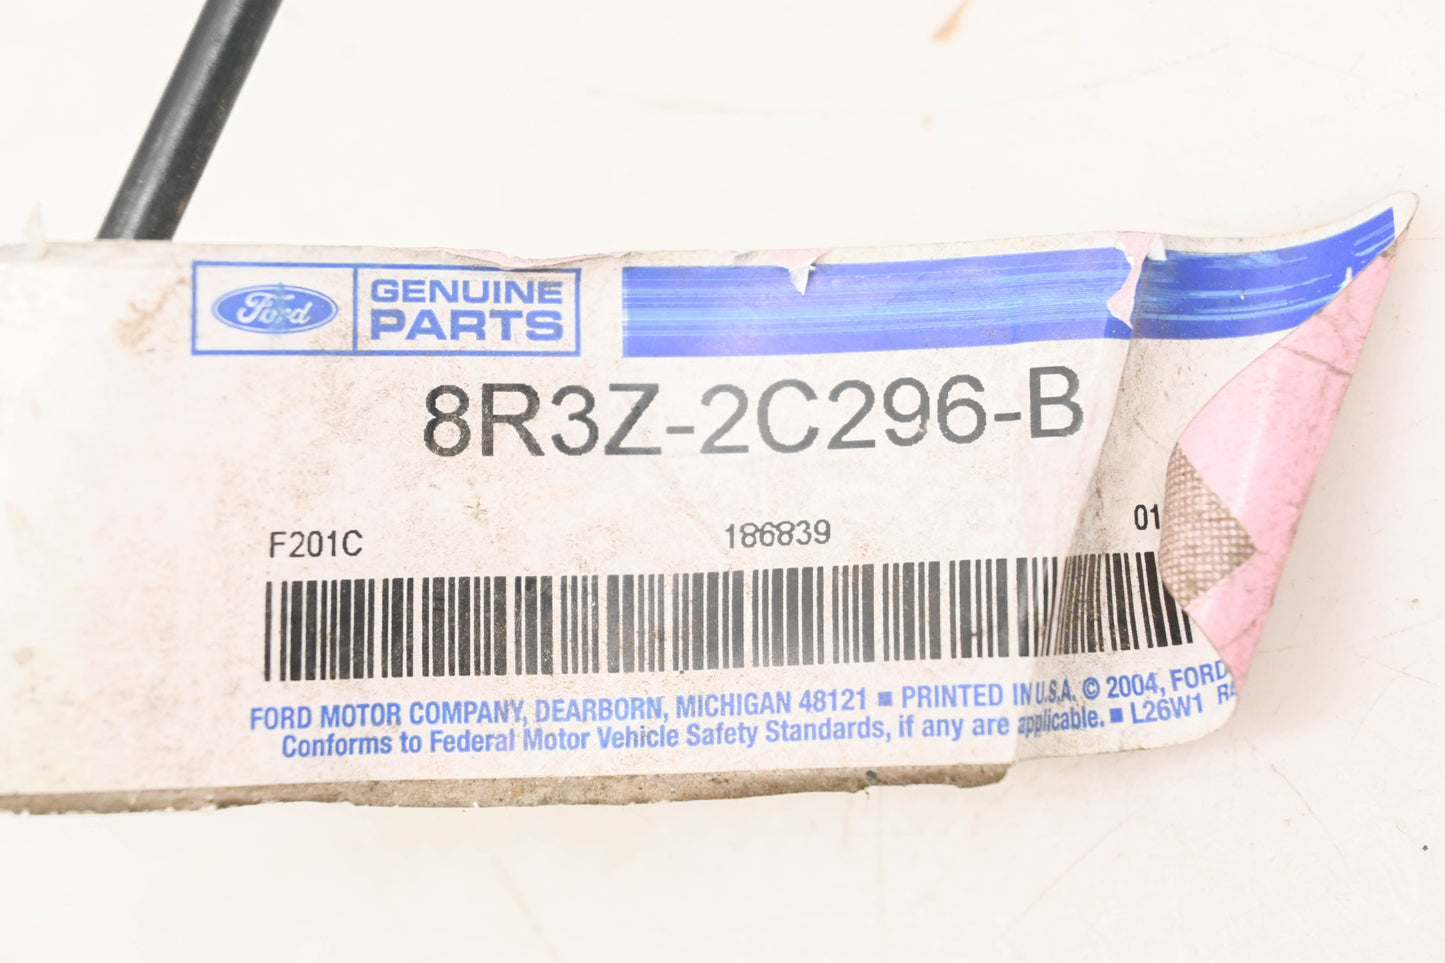 Ford
GENUINE
PARTS
8R3Z-2C296-B
F201C 186839 01
FORD MOTOR COMPANY, DEARBORN, MICHIGAN 48121 ■ PRINTED IN U.S.A. © 2004, FORD
Conforms to Federal Motor Vehicle Safety Standards, if any are applicable. ■ L26W1